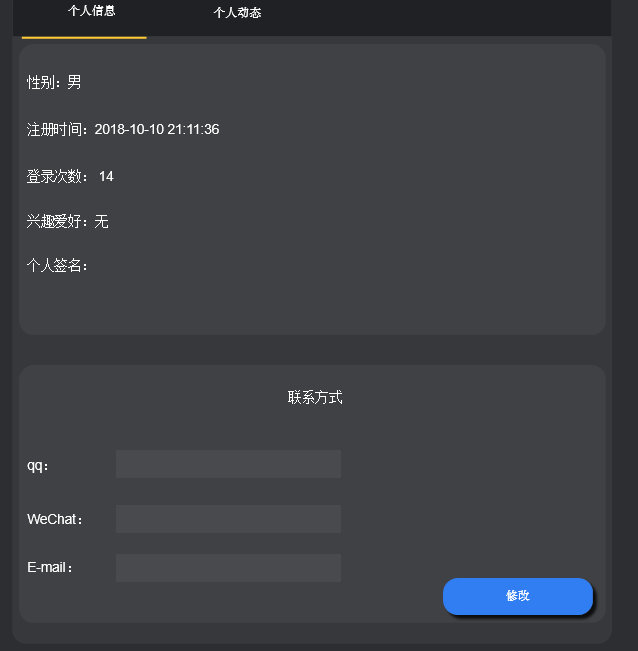 个人信息 个人动态
性别：男
注册时间：2018-10-10 21:11:36
登录次数： 14
兴趣爱好：无
个人签名：
联系方式
qq：
WeChat：
E-mail：
修改